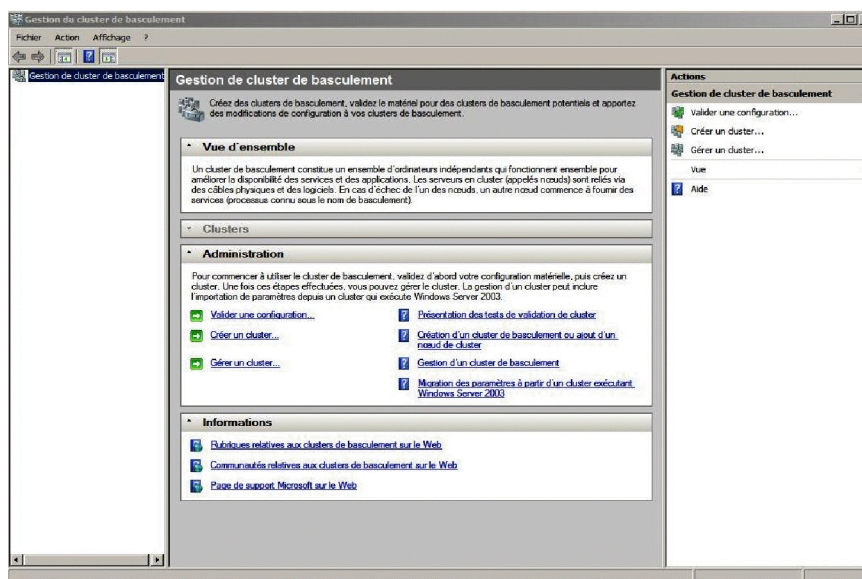 Gestion du cluster de basculement
Fichier Action Affichage ?
Gestion de cluster de basculement
Gestion de cluster de basculement
Créez des clusters de basculement, validez le matériel pour des clusters de basculement potentiels et apportez
des modifications de configuration à vos clusters de basculement.
Vue d'ensemble
Un cluster de basculement constitue un ensemble d'ordinateurs indépendants qui fonctionnent ensemble pour
améliorer la disponibilité des services et des applications. Les serveurs en cluster (appelés nœuds) sont reliés via
des câbles physiques et des logiciels. En cas d'échec de l'un des nœuds, un autre nœud commence à fournir des
services (processus connu sous le nom de basculement).
Clusters
Administration
Pour commencer à utiliser le cluster de basculement, validez d'abord votre configuration matérielle, puis créez un
cluster. Une fois ces étapes effectuées, vous pouvez gérer le cluster. La gestion d'un cluster peut inclure
l'importation de paramètres depuis un cluster qui exécute Windows Server 2003.
Valider une configuration...
Créer un cluster...
Gérer un cluster...
Présentation des tests de validation de cluster
Création d'un cluster de basculement ou ajout d'un
nœud de cluster
Gestion d'un cluster de basculement
Migration des paramètres à partir d'un cluster exécutant
Windows Server 2003
Informations
Rubriques relatives aux clusters de basculement sur le Web
Communautés relatives aux clusters de basculement sur le Web
Page de support Microsoft sur le Web
Actions
Gestion de cluster de basculement
Valider une configuration...
Créer un cluster...
Gérer un cluster...
Vue
Aide